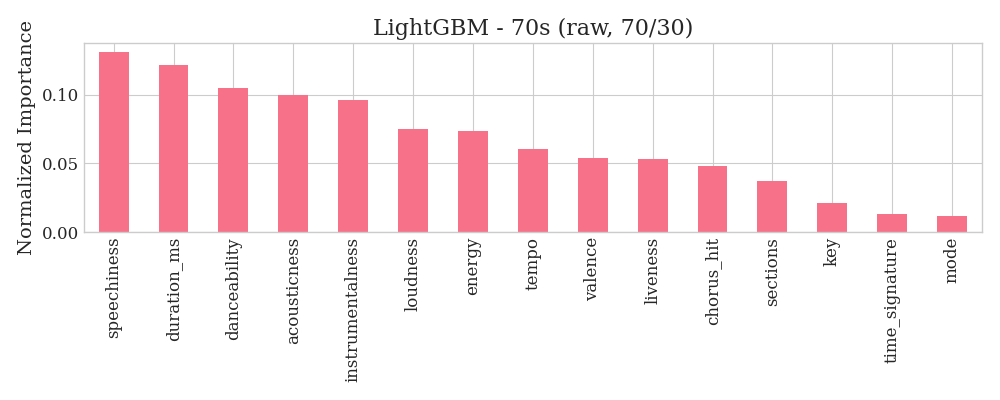 LightGBM - 70s (raw, 70/30)
Normalized Importance
0.10
0.05
0.00
speechiness
duration_ms
danceability
acousticness
instrumentalness
loudness
energy
tempo
valence
liveness
chorus_hit
sections
key
time_signature
mode